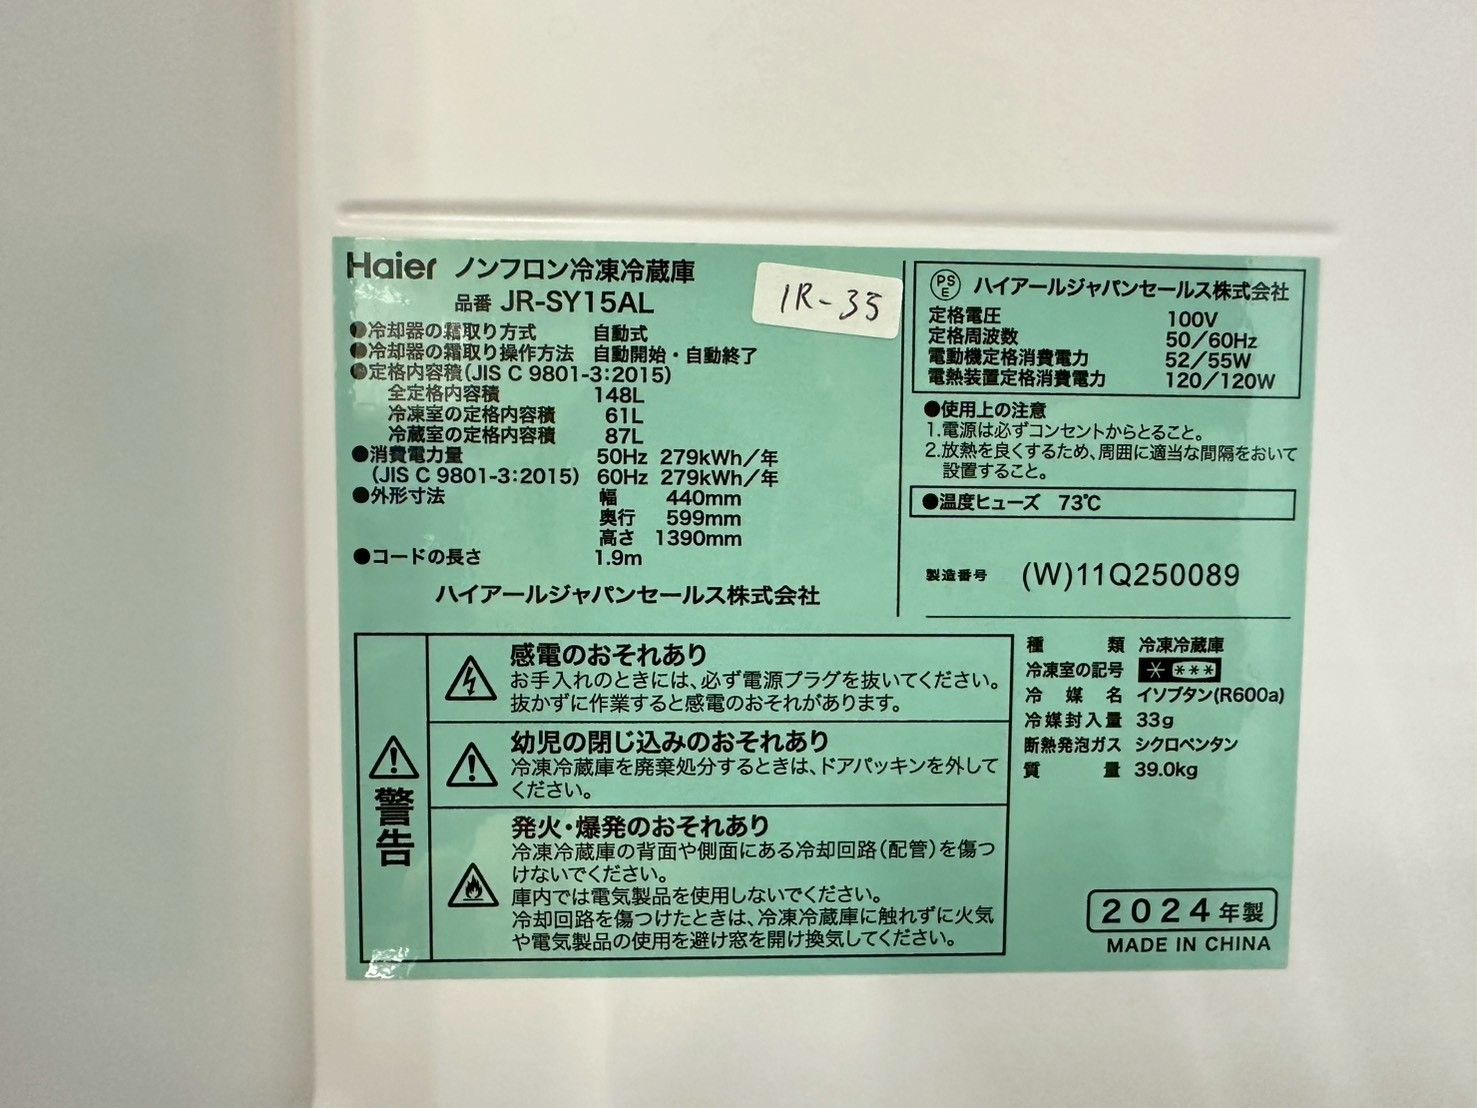 Haier ノンフロン冷凍冷蔵庫
品番 JR-SY15AL
1R-35
●冷却器の霜取り方式 自動式
●冷却器の霜取り操作方法 自動開始・自動終了
●定格内容積(JIS C 9801-3:2015)
全定格内容積 148L
冷凍室の定格内容積 61L
冷蔵室の定格内容積 87L
●消費電力量 50Hz 279kWh/年
(JIS C 9801-3:2015) 60Hz 279kWh/年
●外形寸法 幅 440mm
奥行 599mm
高さ 1390mm
●コードの長さ 1.9m
ハイアールジャパンセールス株式会社
PSE ハイアールジャパンセールス株式会社
定格電圧 100V
定格周波数 50/60Hz
電動機定格消費電力 52/55W
電熱装置定格消費電力 120/120W
●使用上の注意
1.電源は必ずコンセントからとること。
2.放熱を良くするため、周囲に適当な間隔をおいて
設置すること。
●温度ヒューズ 73℃
製造番号 (W)11Q250089
警告
感電のおそれあり
お手入れのときには、必ず電源プラグを抜いてください。
抜かずに作業すると感電のおそれがあります。
幼児の閉じ込みのおそれあり
冷凍冷蔵庫を廃棄処分するときは、ドアパッキンを外して
ください。
発火・爆発のおそれあり
冷凍冷蔵庫の背面や側面にある冷却回路(配管)を傷つ
けないでください。
庫内では電気製品を使用しないでください。
冷却回路を傷つけたときは、冷凍冷蔵庫に触れずに火気
や電気製品の使用を避け窓を開け換気してください。
種類 冷凍冷蔵庫
冷凍室の記号 * ***
冷媒名 イソブタン(R600a)
冷媒封入量 33g
断熱発泡ガス シクロペンタン
質量 39.0kg
2024年製
MADE IN CHINA